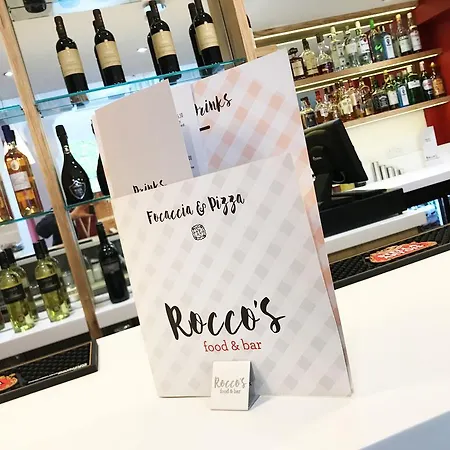 Drinks
Drinks
Focaccia & Pizza
Rocco's
food & bar
Rocco's
food & bar